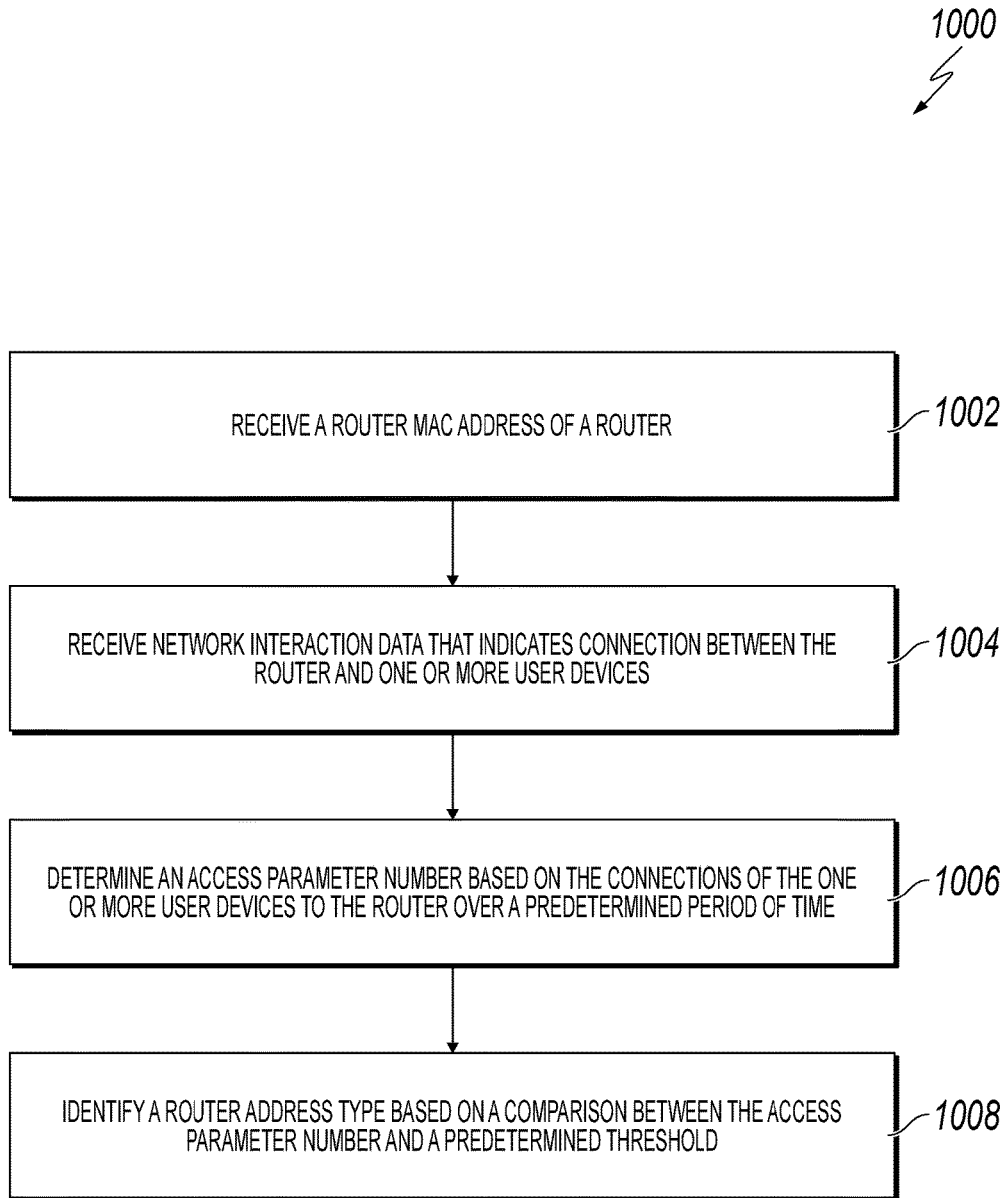 1000
RECEIVE A ROUTER MAC ADDRESS OF A ROUTER
1002
RECEIVE NETWORK INTERACTION DATA THAT INDICATES CONNECTION BETWEEN THE
ROUTER AND ONE OR MORE USER DEVICES
1004
DETERMINE AN ACCESS PARAMETER NUMBER BASED ON THE CONNECTIONS OF THE ONE
OR MORE USER DEVICES TO THE ROUTER OVER A PREDETERMINED PERIOD OF TIME
1006
IDENTIFY A ROUTER ADDRESS TYPE BASED ON A COMPARISON BETWEEN THE ACCESS
PARAMETER NUMBER AND A PREDETERMINED THRESHOLD
1008